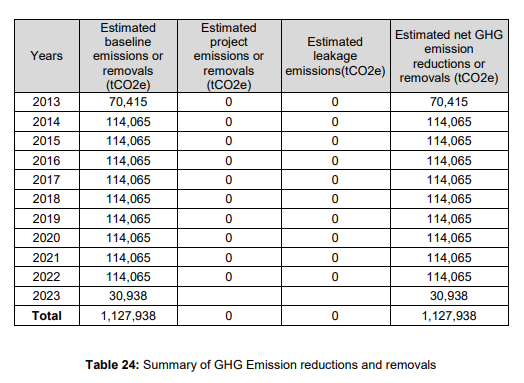 Years Estimated baseline emissions or removals (tCO2e) Estimated project emissions or removals (tCO2e) Estimated leakage emissions(tCO2e) Estimated net GHG emission reductions or removals (tCO2e)
2013 70,415 0 0 70,415
2014 114,065 0 0 114,065
2015 114,065 0 0 114,065
2016 114,065 0 0 114,065
2017 114,065 0 0 114,065
2018 114,065 0 0 114,065
2019 114,065 0 0 114,065
2020 114,065 0 0 114,065
2021 114,065 0 0 114,065
2022 114,065 0 0 114,065
2023 30,938 30,938
Total 1,127,938 0 0 1,127,938
Table 24: Summary of GHG Emission reductions and removals